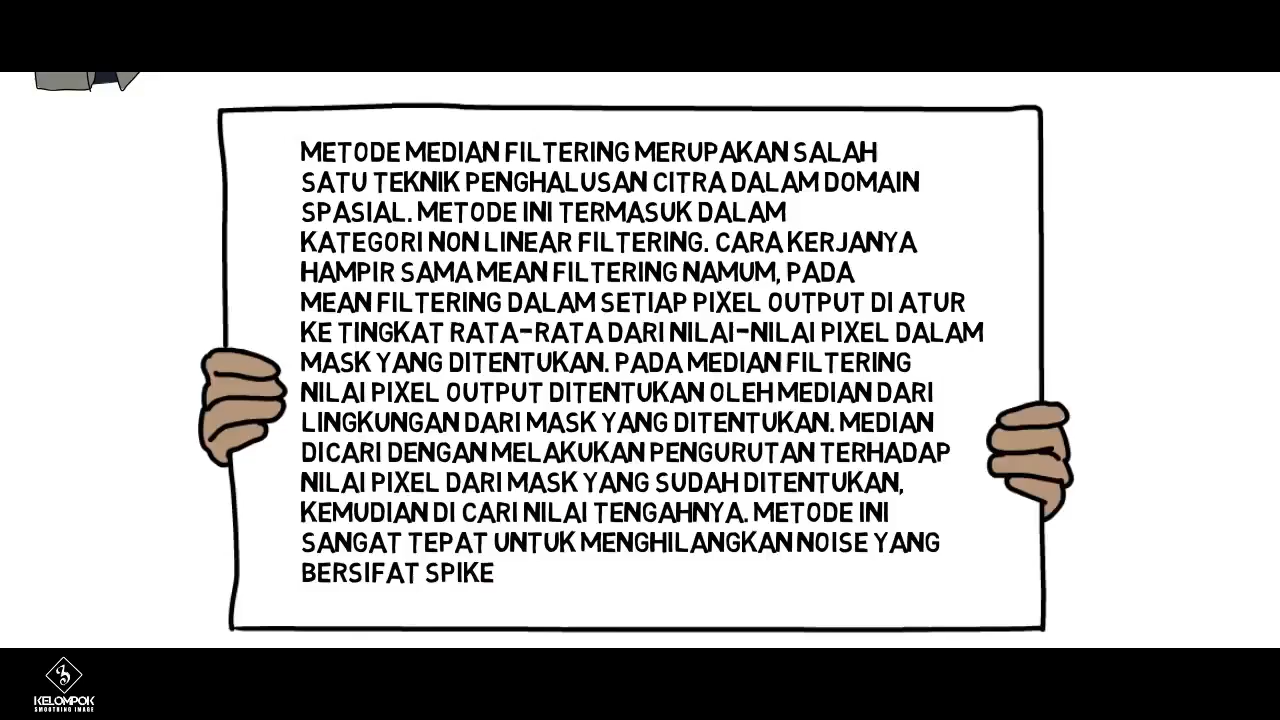 METODE MEDIAN FILTERING MERUPAKAN SALAH
SATU TEKNIK PENGHALUSAN CITRA DALAM DOMAIN
SPASIAL. METODE INI TERMASUK DALAM
KATEGORI NON LINEAR FILTERING. CARA KERJANYA
HAMPIR SAMA MEAN FILTERING NAMUM, PADA
MEAN FILTERING DALAM SETIAP PIXEL OUTPUT DI ATUR
KE TINGKAT RATA-RATA DARI NILAI-NILAI PIXEL DALAM
MASK YANG DITENTUKAN. PADA MEDIAN FILTERING
NILAI PIXEL OUTPUT DITENTUKAN OLEH MEDIAN DARI
LINGKUNGAN DARI MASK YANG DITENTUKAN. MEDIAN
DICARI DENGAN MELAKUKAN PENGURUTAN TERHADAP
NILAI PIXEL DARI MASK YANG SUDAH DITENTUKAN,
KEMUDIAN DI CARI NILAI TENGAHNYA. METODE INI
SANGAT TEPAT UNTUK MENGHILANGKAN NOISE YANG
BERSIFAT SPIKE
3
KELOMPOK
SMOOTHING IMAGE